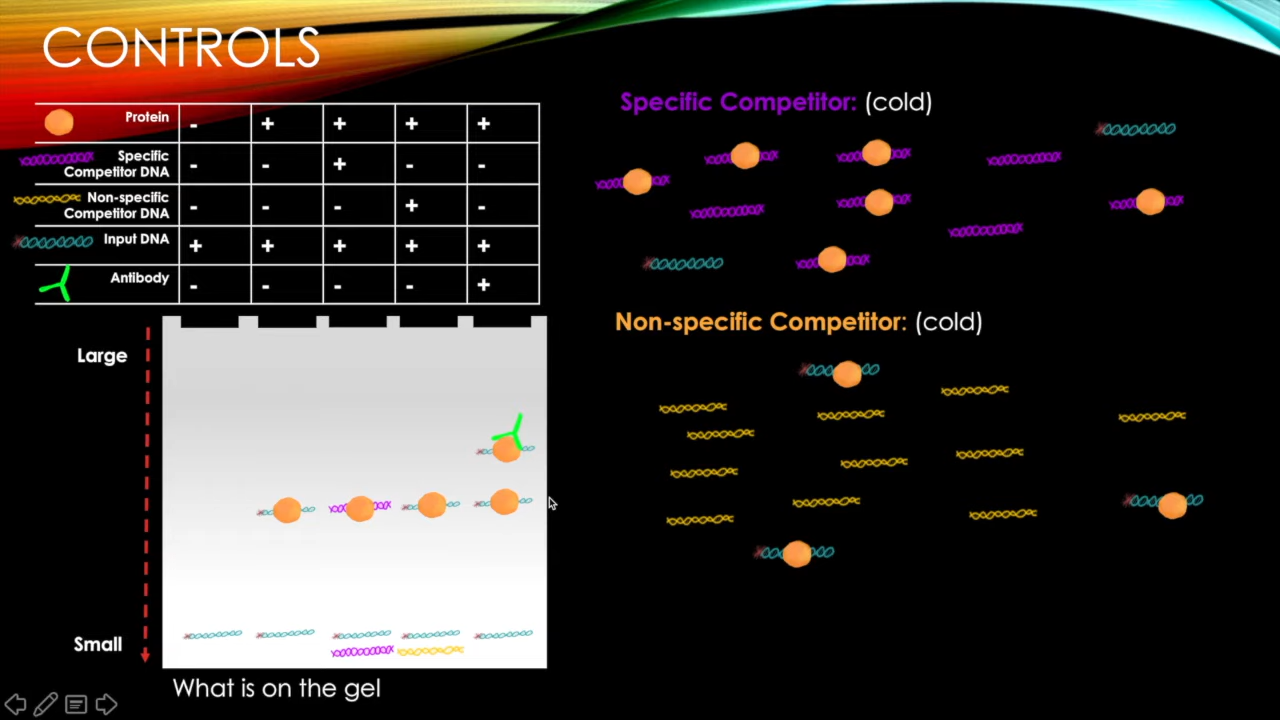 CONTROLS
Protein - + + + +
Specific
Competitor DNA - - + - -
Non-specific
Competitor DNA - - - + -
Input DNA + + + + +
Antibody - - - - +
Large
Small
What is on the gel
Specific Competitor: (cold)
Non-specific Competitor: (cold)